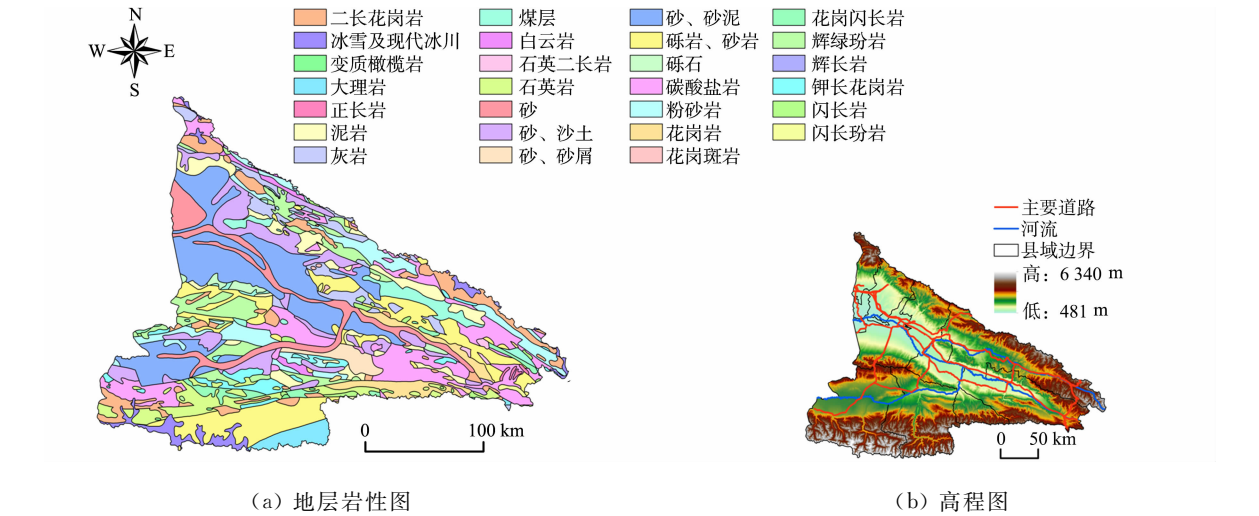 N
W E
S
二长花岗岩
冰雪及现代冰川
变质橄榄岩
大理岩
正长岩
泥岩
灰岩
煤层
白云岩
石英二长岩
石英岩
砂
砂、沙土
砂、砂屑
砂、砂泥
砾岩、砂岩
砾石
碳酸盐岩
粉砂岩
花岗岩
花岗斑岩
花岗闪长岩
辉绿玢岩
辉长岩
钾长花岗岩
闪长岩
闪长玢岩
0 100 km
主要道路
河流
县域边界
高：6 340 m
低：481 m
0 50 km
（a）地层岩性图
（b）高程图